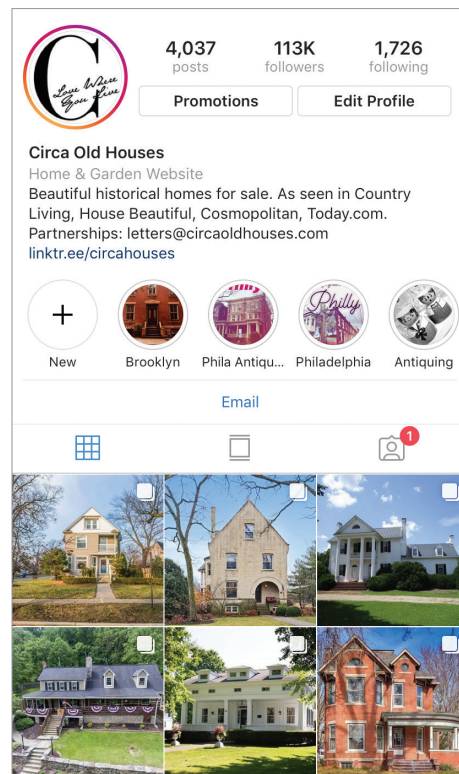 C
Love Where
You Live
4,037 113K 1,726
posts followers following
Promotions Edit Profile
Circa Old Houses
Home & Garden Website
Beautiful historical homes for sale. As seen in Country
Living, House Beautiful, Cosmopolitan, Today.com.
Partnerships: letters@circaoldhouses.com
linktr.ee/circahouses
Philly
New Brooklyn Phila Antiqu... Philadelphia Antiquing
Email
1